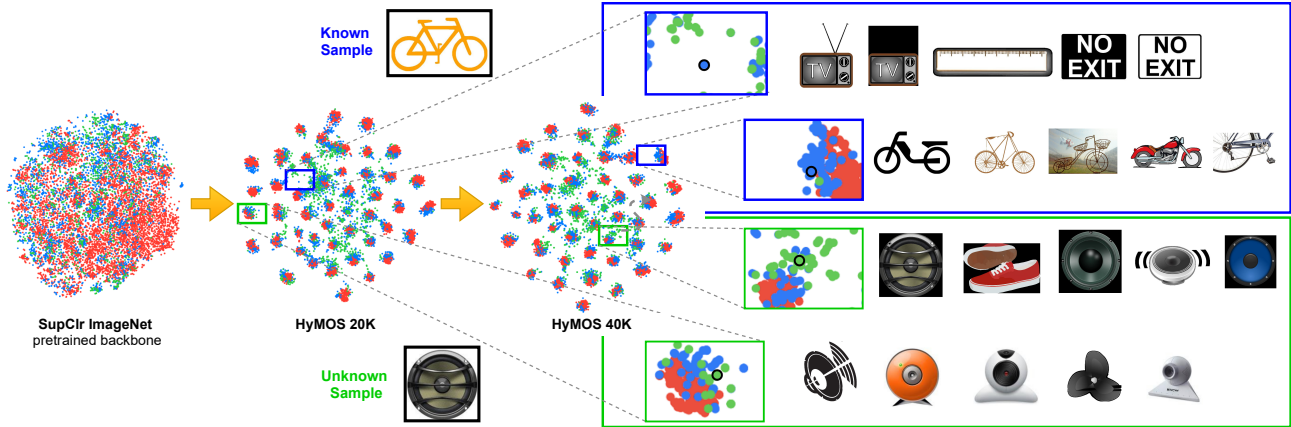 Known
Sample
TV
TV
NO
EXIT
NO
EXIT
SupClr ImageNet
pretrained backbone
HyMOS 20K
HyMOS 40K
Unknown
Sample